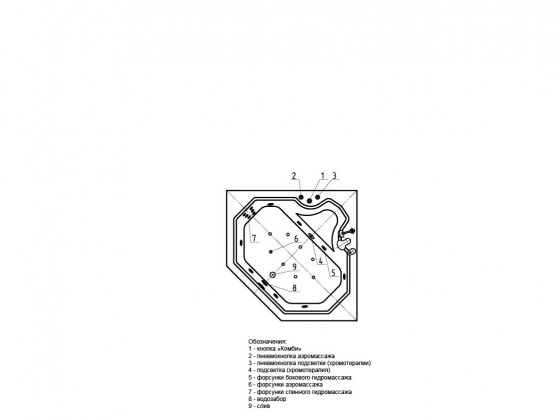 2 1 3
7
6
9
4
5
8
Обозначения:
1 - кнопка «Комби»
2 - пневмокнопка аэромассажа
3 - пневмокнопка подсветки (хромотерапии)
4 - подсветка (хромотерапия)
5 - форсунки бокового гидромассажа
6 - форсунки аэромассажа
7 - форсунки спинного гидромассажа
8 - водозабор
9 - слив